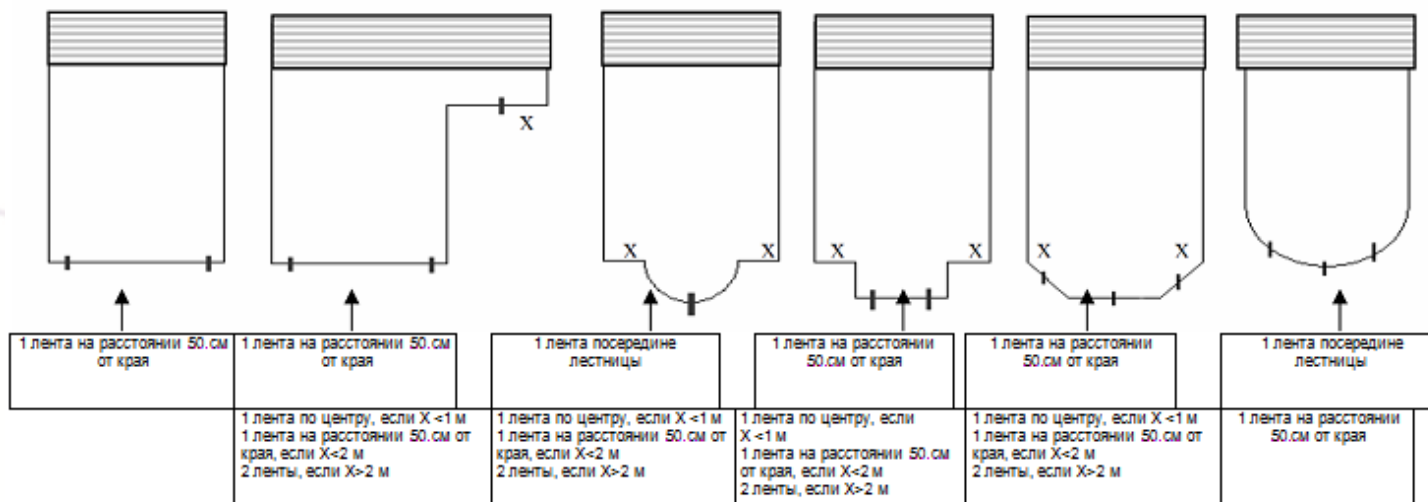 X
X
X
X
X
X
X
1 лента на расстоянии 50.см
от края
1 лента на расстоянии 50.см
от края
1 лента посередине
лестницы
1 лента на расстоянии
50.см от края
1 лента на расстоянии
50.см от края
1 лента посередине
лестницы
1 лента по центру, если X <1 м
1 лента на расстоянии 50.см от
края, если X<2 м
2 ленты, если X>2 м
1 лента по центру, если X <1 м
1 лента на расстоянии 50.см от
края, если X<2 м
2 ленты, если X>2 м
1 лента по центру, если
X <1 м
1 лента на расстоянии 50.см
от края, если X<2 м
2 ленты, если X>2 м
1 лента по центру, если X <1 м
1 лента на расстоянии 50.см от
края, если X<2 м
2 ленты, если X>2 м
1 лента на расстоянии
50.см от края